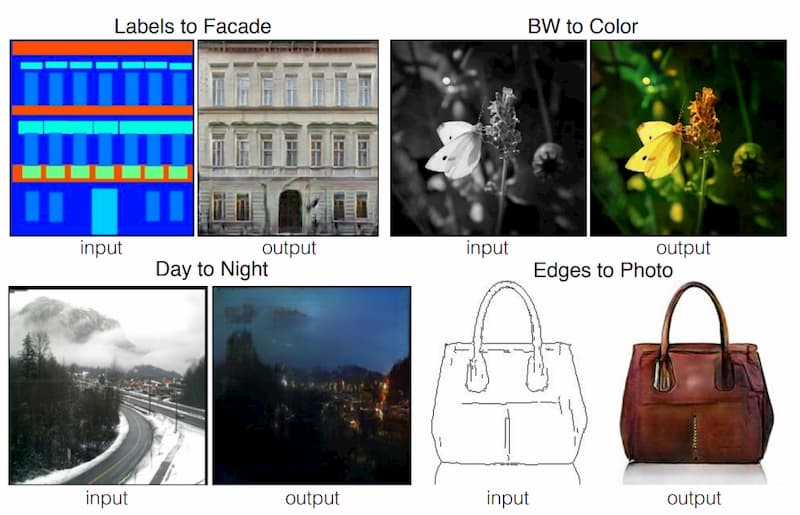 Labels to Facade
BW to Color
input
output
input
output
Day to Night
Edges to Photo
input
output
input
output